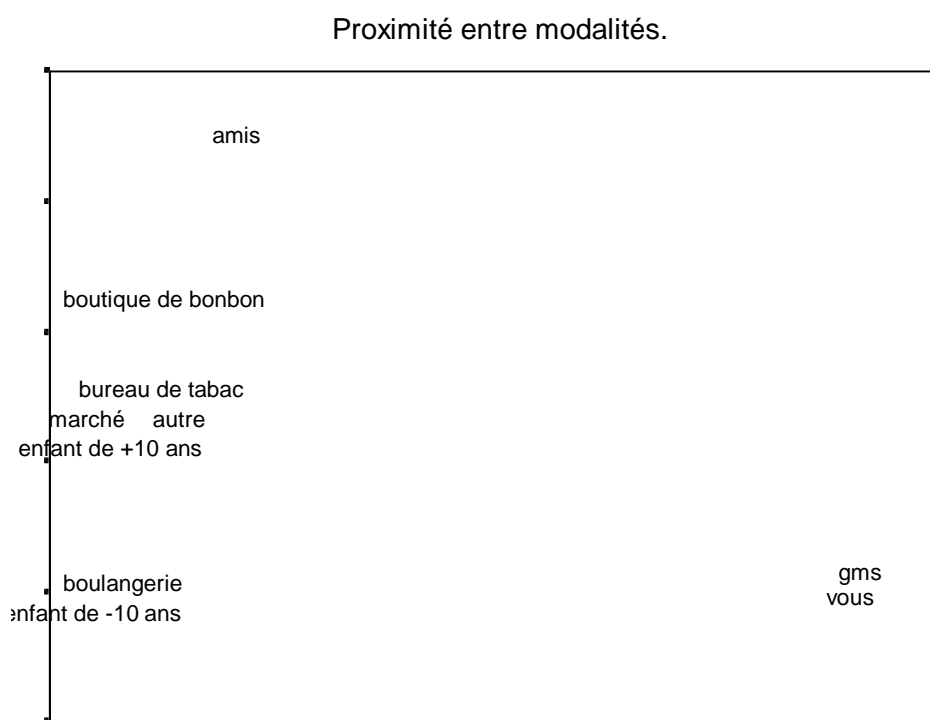 Proximité entre modalités.
amis
boutique de bonbon
bureau de tabac
marché autre
enfant de +10 ans
boulangerie
gms
vous
enfant de -10 ans